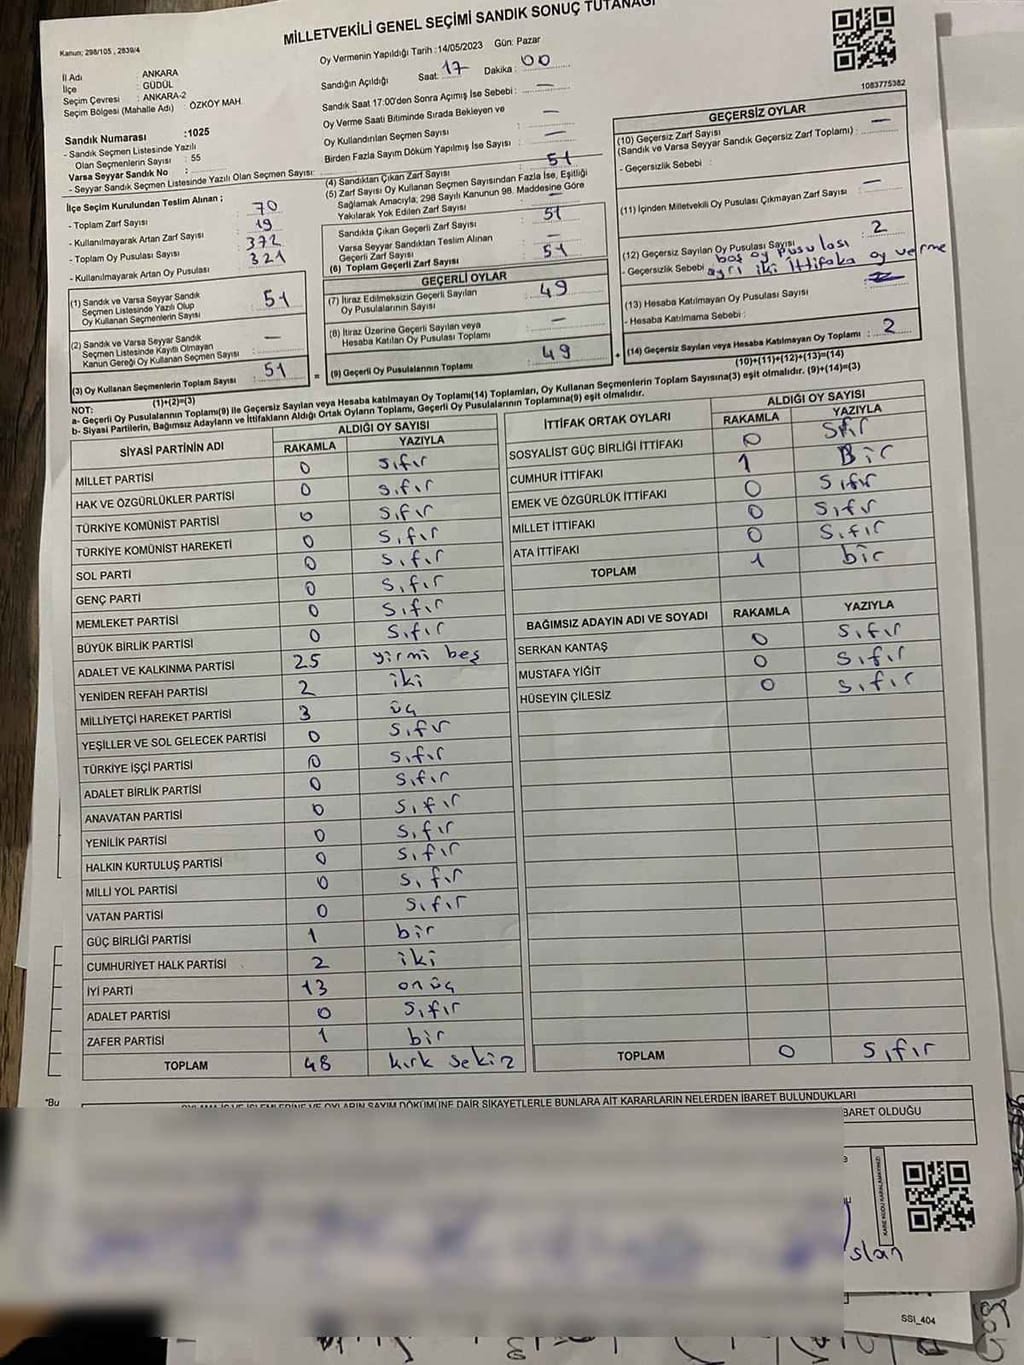 MİLLETVEKİLİ GENEL SEÇİMİ SANDIK SONUÇ TUTANAĞI
Kanun; 298/105 , 2839/4
İl Adı : ANKARA
İlçe : GÜDÜL
Seçim Çevresi : ANKARA-2
Seçim Bölgesi (Mahalle Adı) : ÖZKÖY MAH.
Sandık Numarası :1025
- Sandık Seçmen Listesinde Yazılı
Olan Seçmenlerin Sayısı : 55
Varsa Seyyar Sandık No :
- Seyyar Sandık Seçmen Listesinde Yazılı Olan Seçmen Sayısı:
Oy Vermenin Yapıldığı Tarih :14/05/2023 Gün: Pazar
Sandığın Açıldığı Saat: 17 Dakika : 00
Sandık Saat 17:00'den Sonra Açımış İse Sebebi : —
Oy Verme Saati Bitiminde Sırada Bekleyen ve
Oy Kullandırılan Seçmen Sayısı : —
Birden Fazla Sayım Döküm Yapılmış İse Sayısı : —
1083775382
İlçe Seçim Kurulundan Teslim Alınan ;
- Toplam Zarf Sayısı : 70
- Kullanılmayarak Artan Zarf Sayısı : 19
- Toplam Oy Pusulası Sayısı : 372
- Kullanılmayarak Artan Oy Pusulası : 321
(1) Sandık ve Varsa Seyyar Sandık
Seçmen Listesinde Yazılı Olup
Oy Kullanan Seçmenlerin Sayısı : 51
(2) Sandık ve Varsa Seyyar Sandık
Seçmen Listesinde Kayıtlı Olmayan
Kanun Gereği Oy Kullanan Seçmen Sayısı : —
(3) Oy Kullanan Seçmenlerin Toplam Sayısı : 51
(1)+(2)=(3)
(4) Sandıktan Çıkan Zarf Sayısı : 51
(5) Zarf Sayısı Oy Kullanan Seçmen Sayısından Fazla İse, Eşitliği
Sağlamak Amacıyla; 298 Sayılı Kanunun 98. Maddesine Göre
Yakılarak Yok Edilen Zarf Sayısı : —
Sandıkta Çıkan Geçerli Zarf Sayısı : 51
Varsa Seyyar Sandıktan Teslim Alınan
Geçerli Zarf Sayısı : —
(6) Toplam Geçerli Zarf Sayısı : 51
GEÇERLİ OYLAR
(7) İtiraz Edilmeksizin Geçerli Sayılan
Oy Pusulalarının Sayısı : 49
(8) İtiraz Üzerine Geçerli Sayılan veya
Hesaba Katılan Oy Pusulası Toplamı : —
= (9) Geçerli Oy Pusulalarının Toplamı : 49
GEÇERSİZ OYLAR
(10) Geçersiz Zarf Sayısı
(Sandık ve Varsa Seyyar Sandık Geçersiz Zarf Toplamı) : —
- Geçersizlik Sebebi :
(11) İçinden Milletvekili Oy Pusulası Çıkmayan Zarf Sayısı : —
(12) Geçersiz Sayılan Oy Pusulası Sayısı : 2
- Geçersizlik Sebebi : boş oy pusulası
ayrı iki ittifaka oy verme
(13) Hesaba Katılmayan Oy Pusulası Sayısı
- Hesaba Katılmama Sebebi :
+ (14) Geçersiz Sayılan veya Hesaba Katılmayan Oy Toplamı : 2
(10)+(11)+(12)+(13)=(14)
NOT:
a- Geçerli Oy Pusulalarının Toplamı(9) ile Geçersiz Sayılan veya Hesaba katılmayan Oy Toplamı(14) Toplamları, Oy Kullanan Seçmenlerin Toplam Sayısına(3) eşit olmalıdır. (9)+(14)=(3)
b- Siyasi Partilerin, Bağımsız Adayların ve İttifakların Aldığı Ortak Oyların Toplamı, Geçerli Oy Pusulalarının Toplamına(9) eşit olmalıdır.
SİYASİ PARTİNİN ADI ALDIĞI OY SAYISI
RAKAMLA YAZIYLA
MİLLET PARTİSİ 0 sıfır
HAK VE ÖZGÜRLÜKLER PARTİSİ 0 sıfır
TÜRKİYE KOMÜNİST PARTİSİ 0 sıfır
TÜRKİYE KOMÜNİST HAREKETİ 0 sıfır
SOL PARTİ 0 sıfır
GENÇ PARTİ 0 sıfır
MEMLEKET PARTİSİ 0 sıfır
BÜYÜK BİRLİK PARTİSİ 0 sıfır
ADALET VE KALKINMA PARTİSİ 25 yirmi beş
YENİDEN REFAH PARTİSİ 2 iki
MİLLİYETÇİ HAREKET PARTİSİ 3 üç
YEŞİLLER VE SOL GELECEK PARTİSİ 0 sıfır
TÜRKİYE İŞÇİ PARTİSİ 0 sıfır
ADALET BİRLİK PARTİSİ 0 sıfır
ANAVATAN PARTİSİ 0 sıfır
YENİLİK PARTİSİ 0 sıfır
HALKIN KURTULUŞ PARTİSİ 0 sıfır
MİLLİ YOL PARTİSİ 0 sıfır
VATAN PARTİSİ 0 sıfır
GÜÇ BİRLİĞİ PARTİSİ 1 bir
CUMHURİYET HALK PARTİSİ 2 iki
İYİ PARTİ 13 onüç
ADALET PARTİSİ 0 sıfır
ZAFER PARTİSİ 1 bir
TOPLAM 48 kırk sekiz
İTTİFAK ORTAK OYLARI ALDIĞI OY SAYISI
RAKAMLA YAZIYLA
SOSYALİST GÜÇ BİRLİĞİ İTTİFAKI 0 sıfır
CUMHUR İTTİFAKI 1 Bir
EMEK VE ÖZGÜRLÜK İTTİFAKI 0 sıfır
MİLLET İTTİFAKI 0 sıfır
ATA İTTİFAKI 0 sıfır
TOPLAM 1 bir
BAĞIMSIZ ADAYIN ADI VE SOYADI RAKAMLA YAZIYLA
SERKAN KANTAŞ 0 sıfır
MUSTAFA YİĞİT 0 sıfır
HÜSEYİN ÇİLESİZ 0 sıfır
TOPLAM 0 sıfır
*Bu
OYLAMA İŞ VE İŞLEMLERİNE VE OYLARIN SAYIM DÖKÜMÜNE DAİR ŞİKAYETLERLE BUNLARA AİT KARARLARIN NELERDEN İBARET BULUNDUKLARI
BARET OLDUĞU
KARE KODU KARALAMAYINIZ!
slan
SSI_404